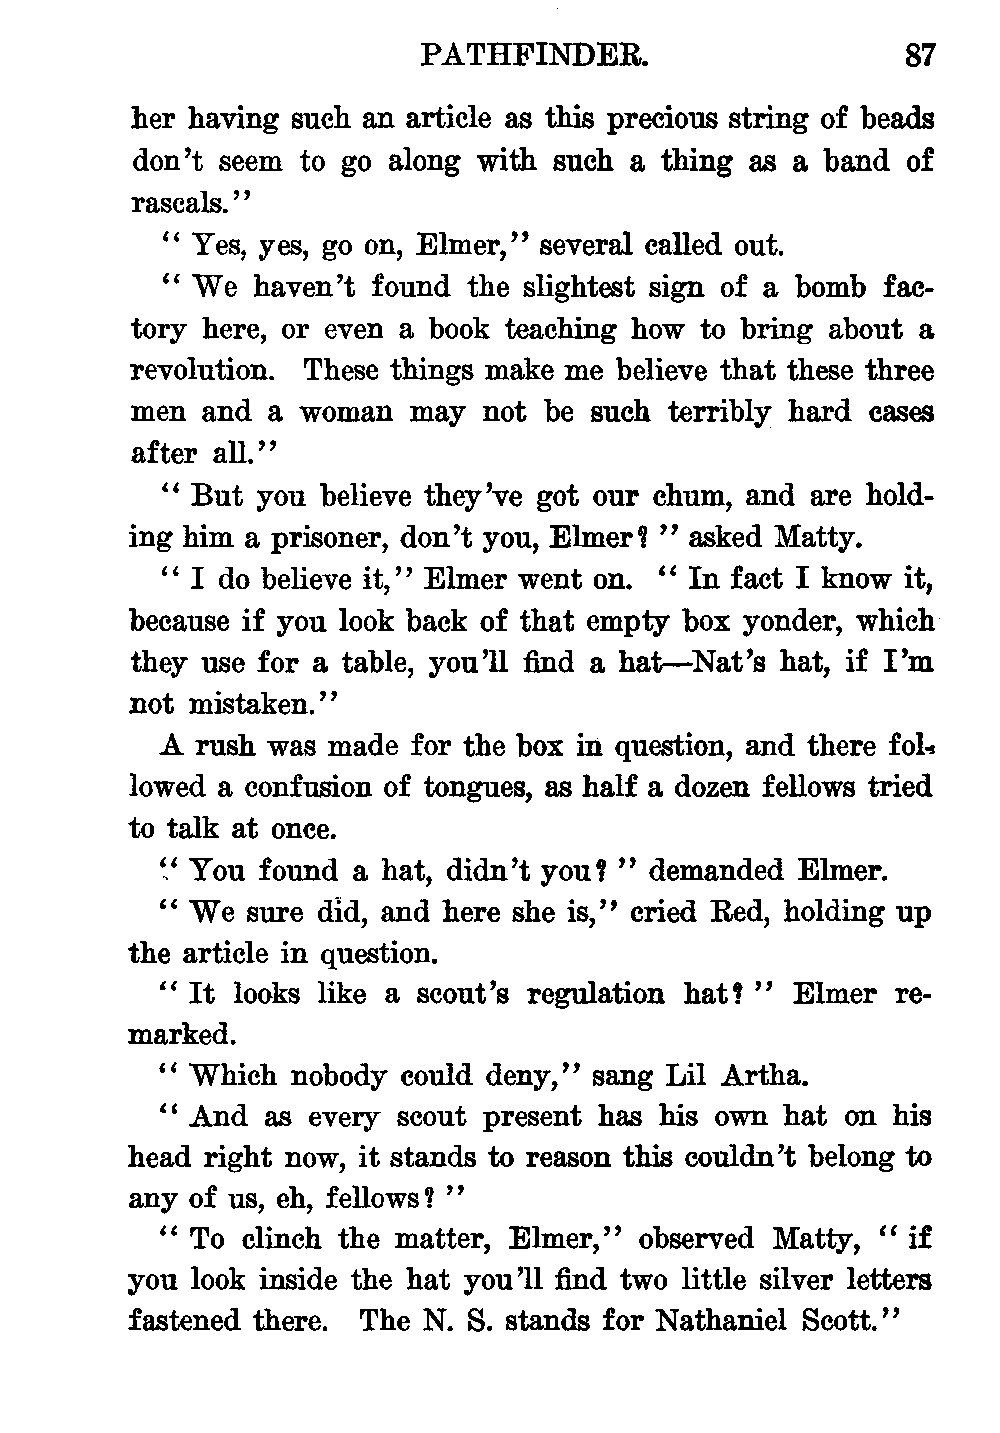 PATHFINDER. 87
her having such an article as this precious string of beads
don't seem to go along with such a thing as a band of
rascals."
" Yes, yes, go on, Elmer," several called out.
" We haven't found the slightest sign of a bomb fac-
tory here, or even a book teaching how to bring about a
revolution. These things make me believe that these three
men and a woman may not be such terribly hard cases
after all."
" But you believe they've got our chum, and are hold-
ing him a prisoner, don't you, Elmer? " asked Matty.
" I do believe it," Elmer went on. " In fact I know it,
because if you look back of that empty box yonder, which
they use for a table, you'll find a hat—Nat's hat, if I'm
not mistaken."
A rush was made for the box in question, and there fol-
lowed a confusion of tongues, as half a dozen fellows tried
to talk at once.
" You found a hat, didn't you? " demanded Elmer.
" We sure did, and here she is," cried Red, holding up
the article in question.
" It looks like a scout's regulation hat? " Elmer re-
marked.
" Which nobody could deny," sang Lil Artha.
" And as every scout present has his own hat on his
head right now, it stands to reason this couldn't belong to
any of us, eh, fellows? "
" To clinch the matter, Elmer," observed Matty, " if
you look inside the hat you'll find two little silver letters
fastened there. The N. S. stands for Nathaniel Scott."